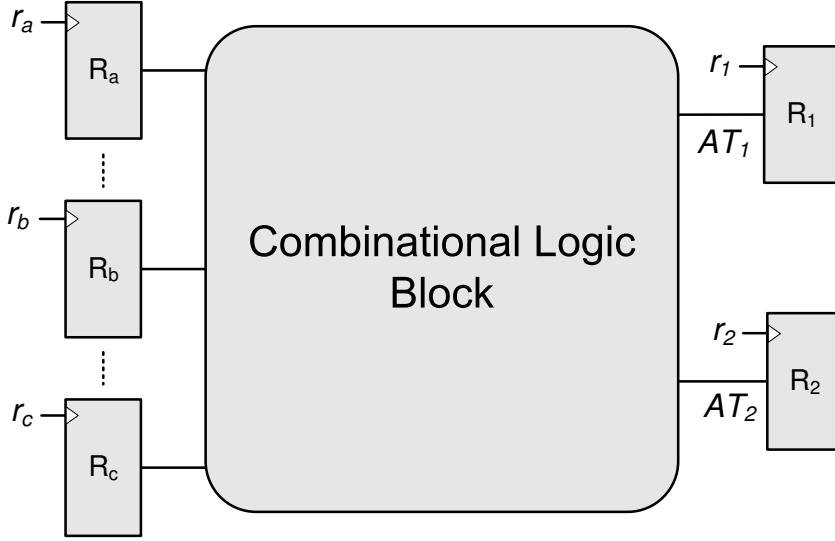 r_a
R_a
r_b
R_b
r_c
R_c
Combinational Logic
Block
r_1
R_1
AT_1
r_2
R_2
AT_2